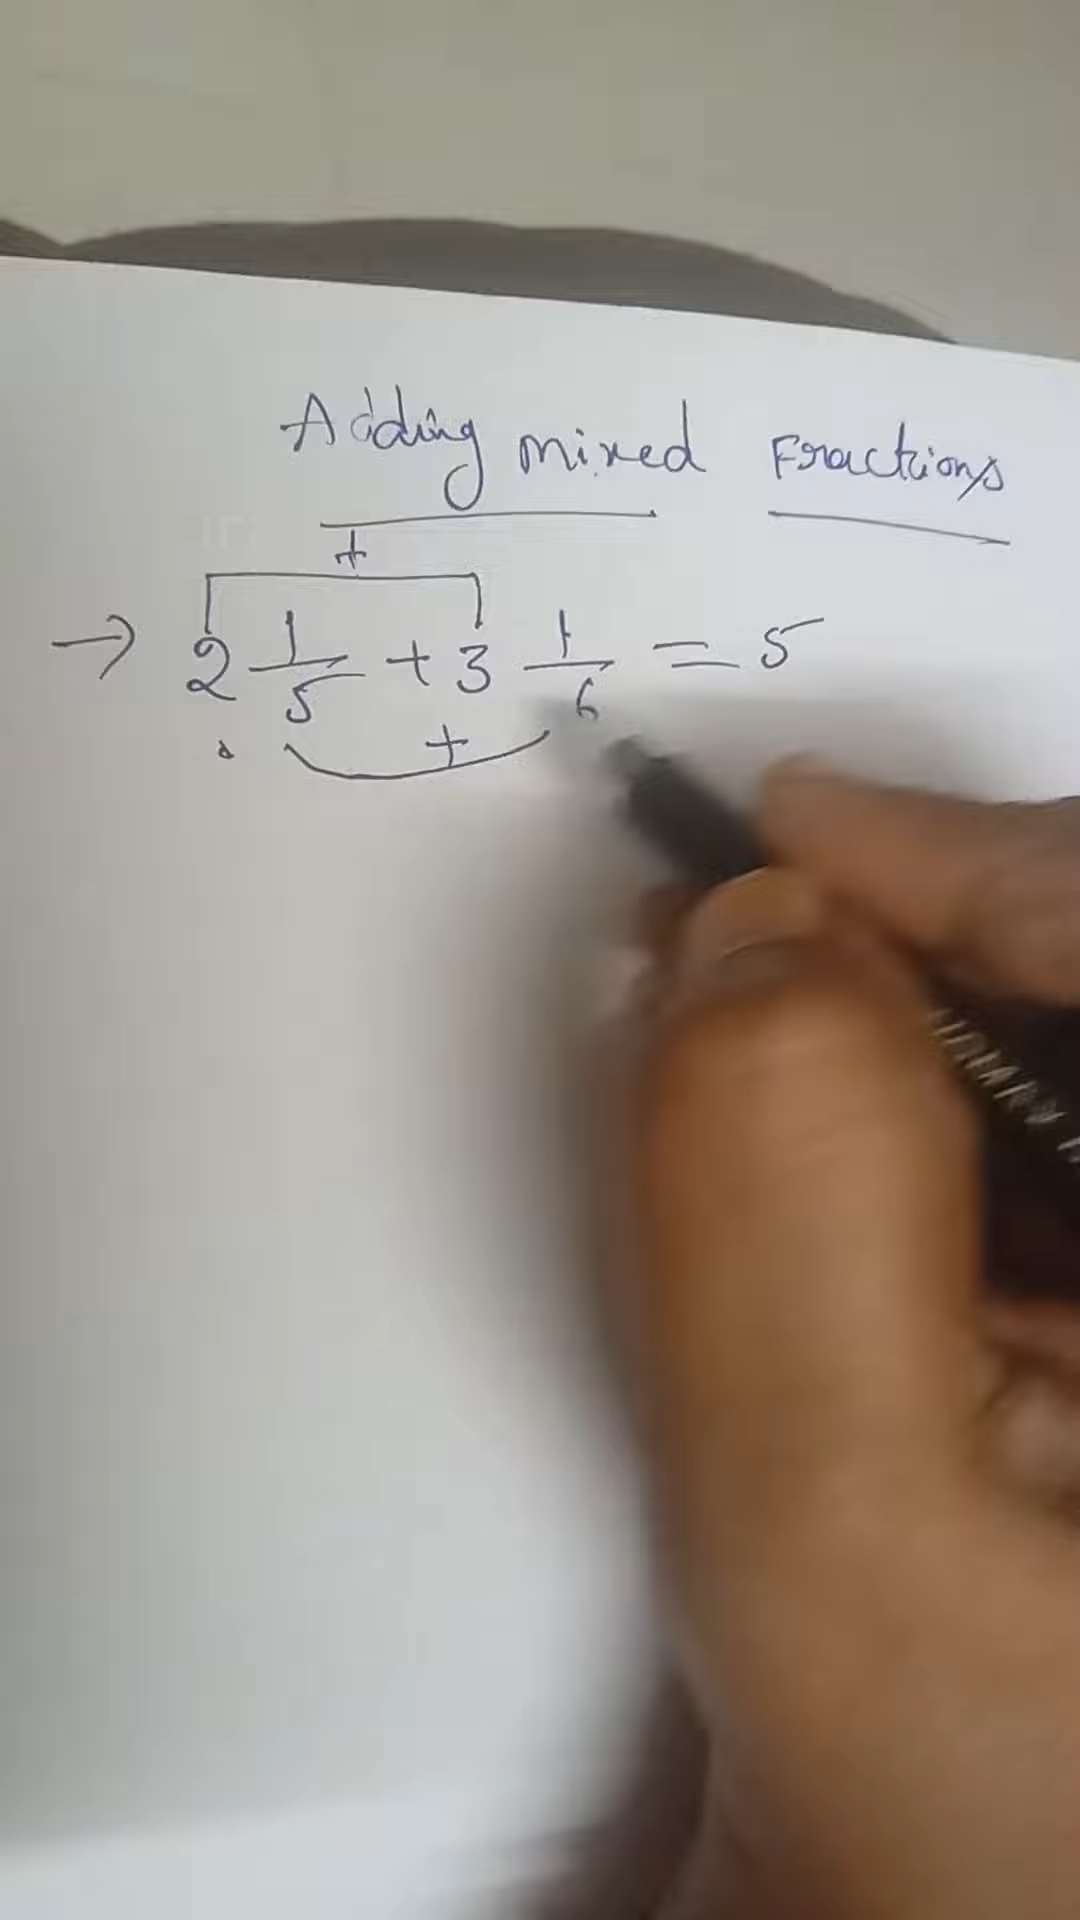 Adding mixed Fractions
+
→ 2 1/5 + 3 1/6 = 5
+